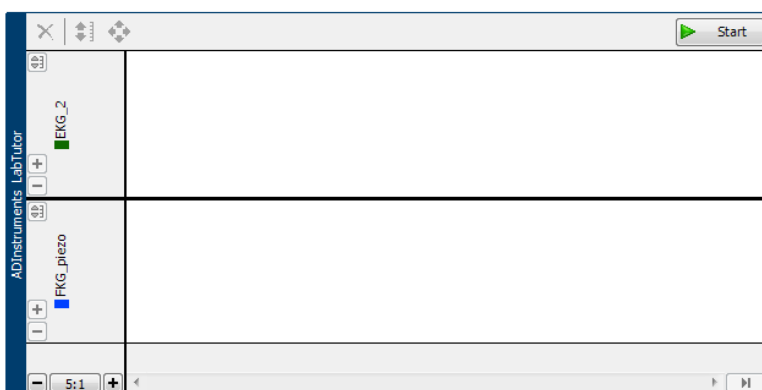 Start
EKG_2
ADInstruments LabTutor
FKG_piezo
5:1